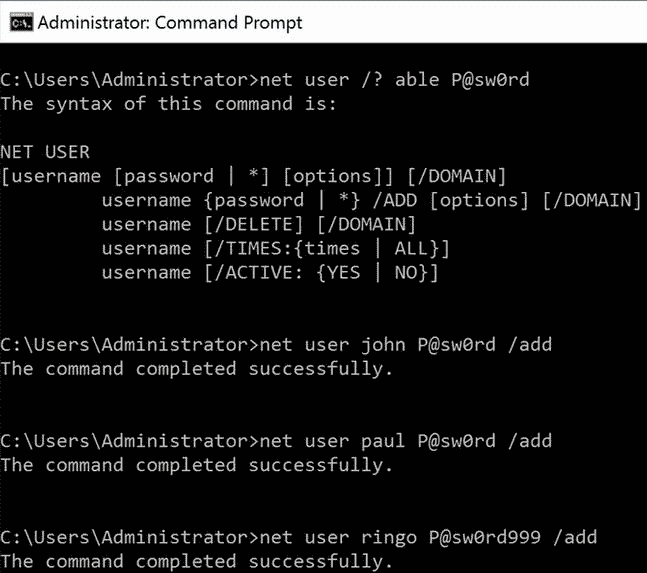 Administrator: Command Prompt
C:\Users\Administrator>net user /? able P@sw0rd
The syntax of this command is:
NET USER
[username [password | *] [options]] [/DOMAIN]
username {password | *} /ADD [options] [/DOMAIN]
username [/DELETE] [/DOMAIN]
username [/TIMES:{times | ALL}]
username [/ACTIVE: {YES | NO}]
C:\Users\Administrator>net user john P@sw0rd /add
The command completed successfully.
C:\Users\Administrator>net user paul P@sw0rd /add
The command completed successfully.
C:\Users\Administrator>net user ringo P@sw0rd999 /add
The command completed successfully.